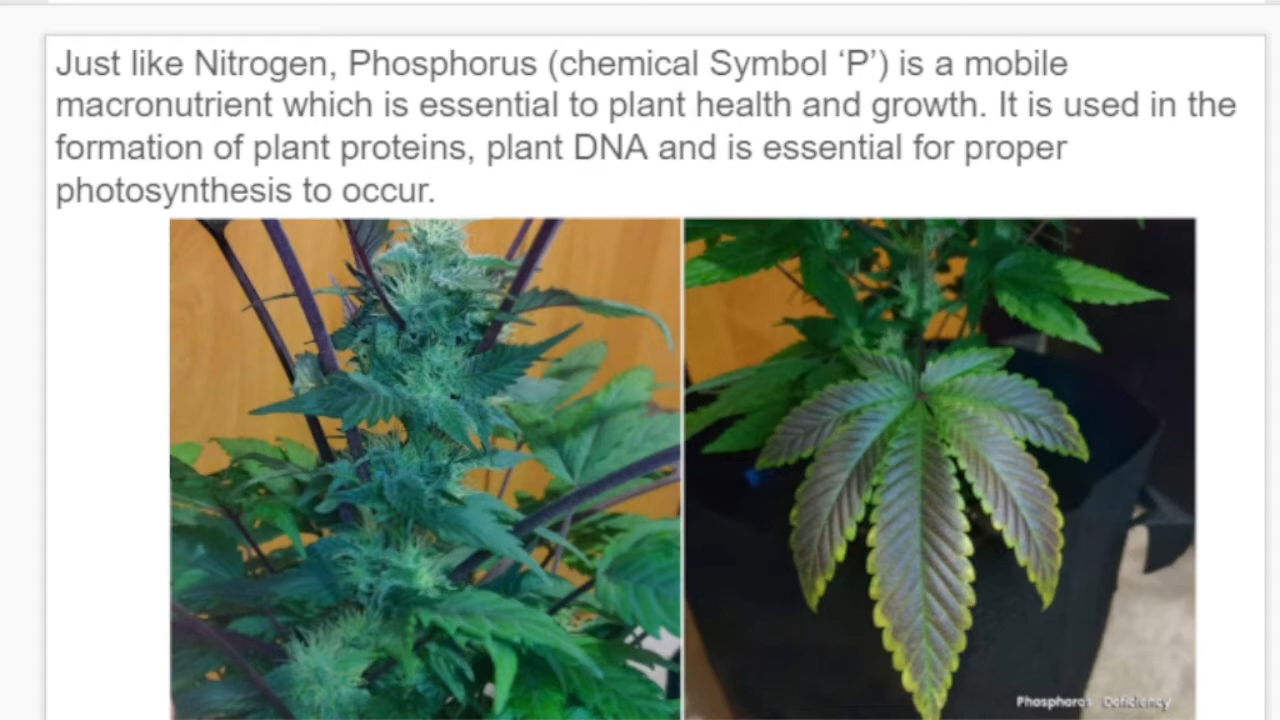 Just like Nitrogen, Phosphorus (chemical Symbol ‘P’) is a mobile
macronutrient which is essential to plant health and growth. It is used in the
formation of plant proteins, plant DNA and is essential for proper
photosynthesis to occur.
Phosphoros Deficiency